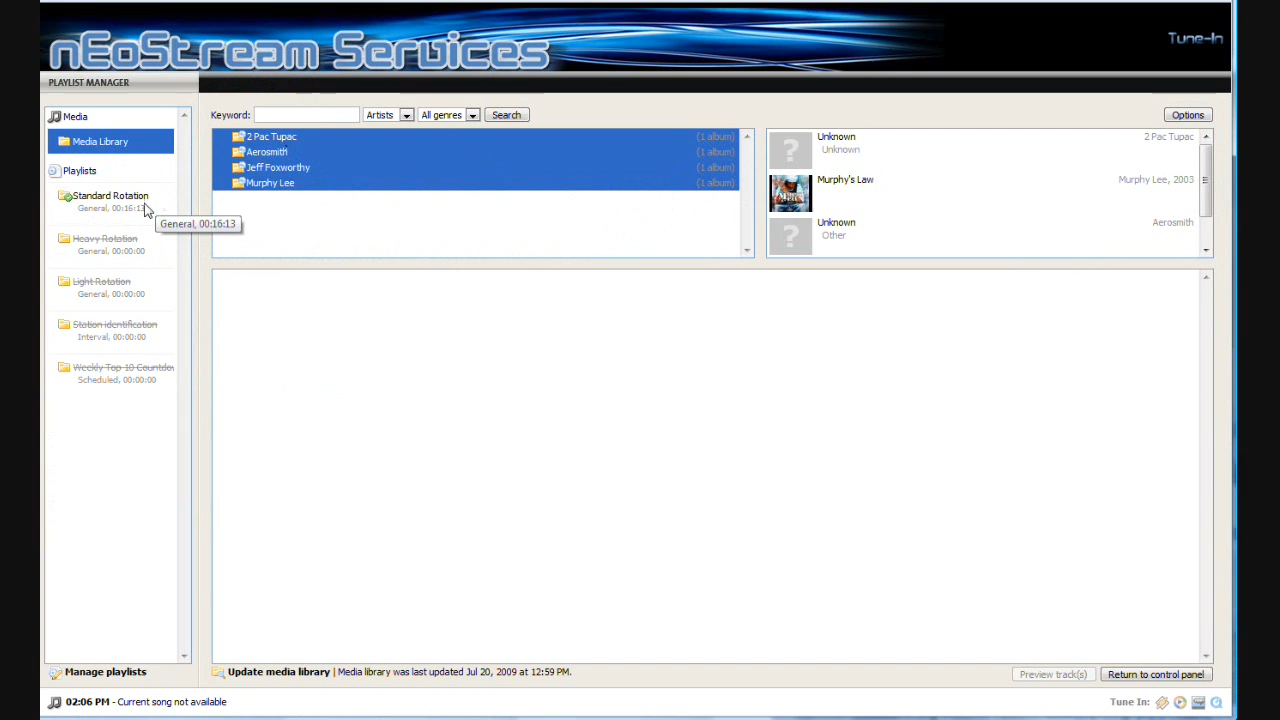 nEoStream Services
Tune-In
PLAYLIST MANAGER
Media
Media Library
Playlists
Standard Rotation
General, 00:16:13
General, 00:16:13
Heavy Rotation
General, 00:00:00
Light Rotation
General, 00:00:00
Station identification
Interval, 00:00:00
Weekly Top 10 Countdov
Scheduled, 00:00:00
Manage playlists
Keyword: Artists All genres Search Options
2 Pac Tupac (1 album)
Aerosmith (1 album)
Jeff Foxworthy (1 album)
Murphy Lee (1 album)
Unknown 2 Pac Tupac
Unknown
Murphy's Law Murphy Lee, 2003
Unknown Aerosmith
Other
Update media library | Media library was last updated Jul 20, 2009 at 12:59 PM.
Preview track(s) Return to control panel
02:06 PM - Current song not available
Tune In: